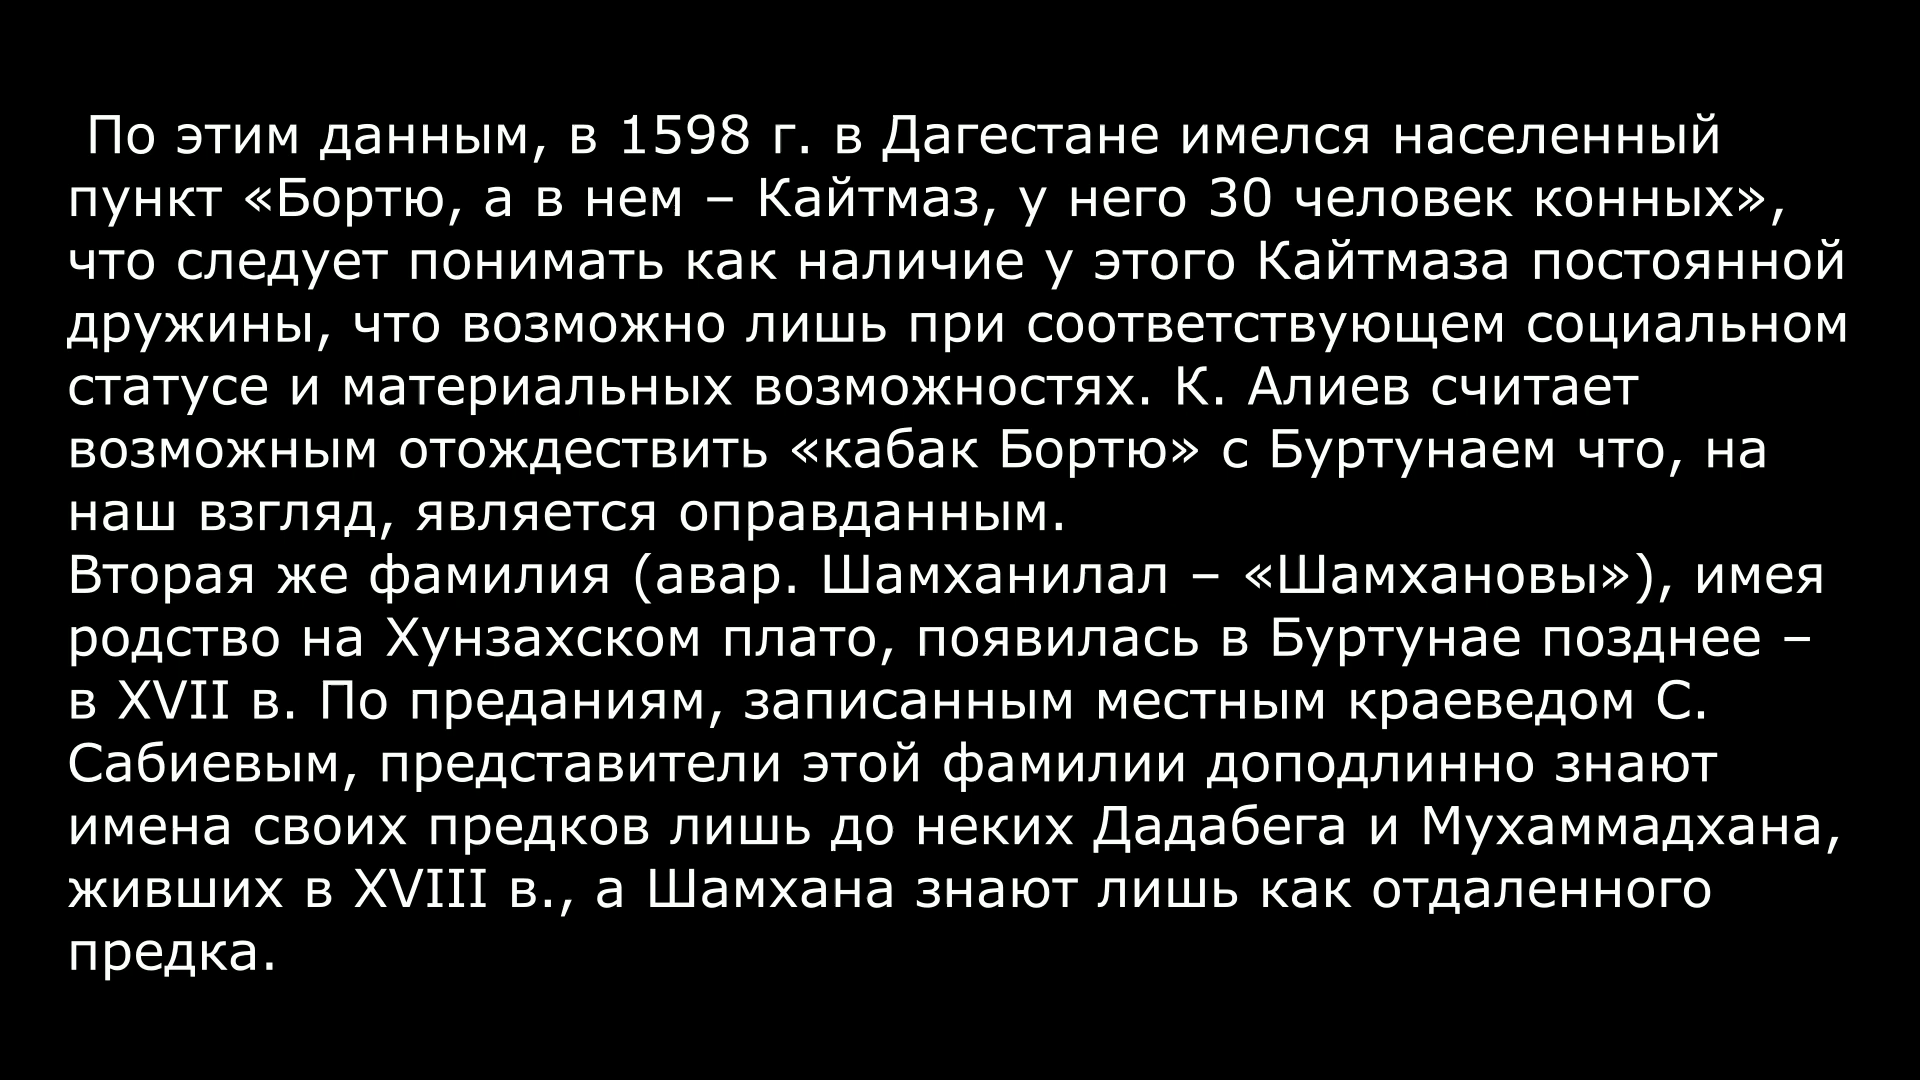 По этим данным, в 1598 г. в Дагестане имелся населенный
пункт «Бортю, а в нем – Кайтмаз, у него 30 человек конных»,
что следует понимать как наличие у этого Кайтмаза постоянной
дружины, что возможно лишь при соответствующем социальном
статусе и материальных возможностях. К. Алиев считает
возможным отождествить «кабак Бортю» с Буртунаем что, на
наш взгляд, является оправданным.
Вторая же фамилия (авар. Шамханилал – «Шамхановы»), имея
родство на Хунзахском плато, появилась в Буртунае позднее –
в XVII в. По преданиям, записанным местным краеведом С.
Сабиевым, представители этой фамилии доподлинно знают
имена своих предков лишь до неких Дадабега и Мухаммадхана,
живших в XVIII в., а Шамхана знают лишь как отдаленного
предка.